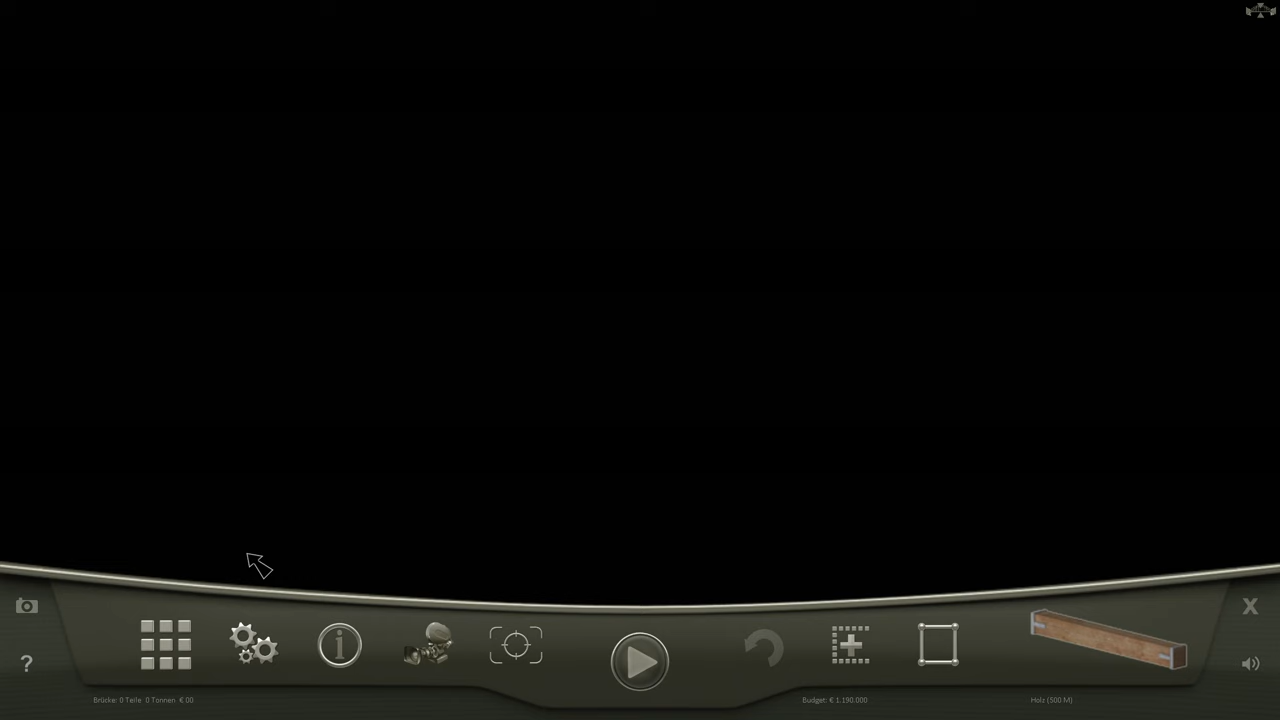 ?
X
Brücke: 0 Teile 0 Tonnen € 00
Budget: € 1.190.000
Holz (500 M)